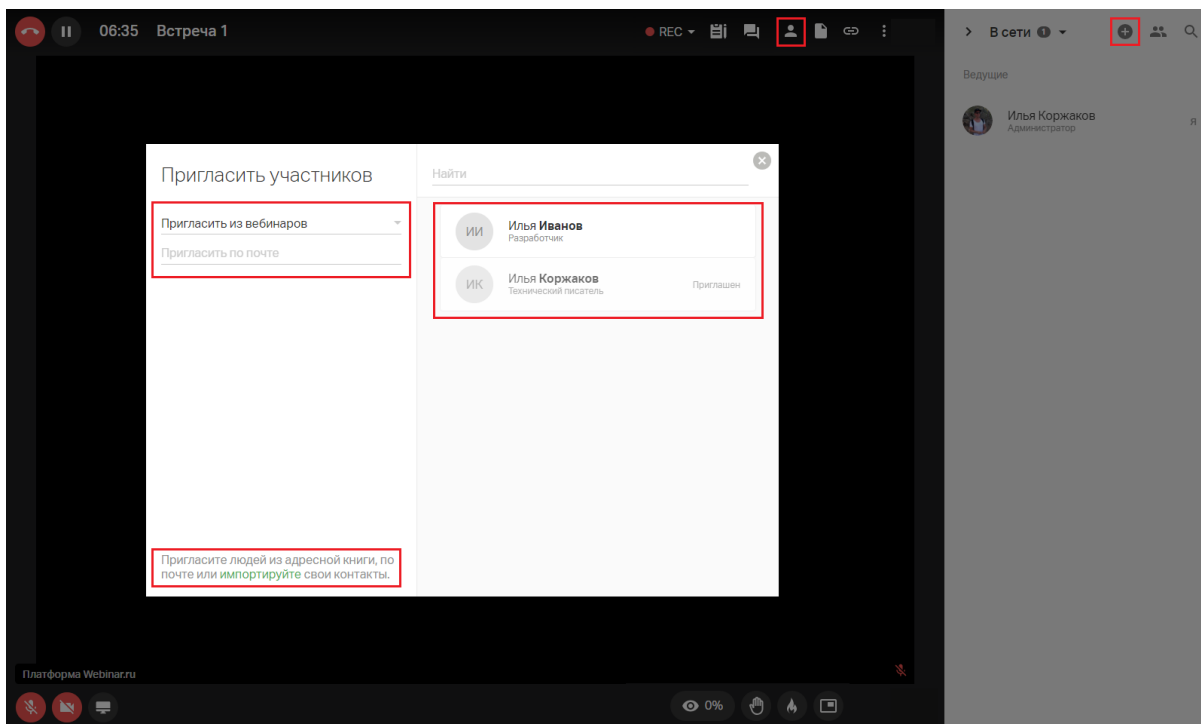 06:35 Встреча 1
REC
В сети 1
Ведущие
Илья Коржаков
Администратор
Я
Пригласить участников
Найти
Пригласить из вебинаров
Пригласить по почте
ИИ
Илья Иванов
Разработчик
ИК
Илья Коржаков
Технический писатель
Приглашен
Пригласите людей из адресной книги, по
почте или импортируйте свои контакты.
Платформа Webinar.ru
0%